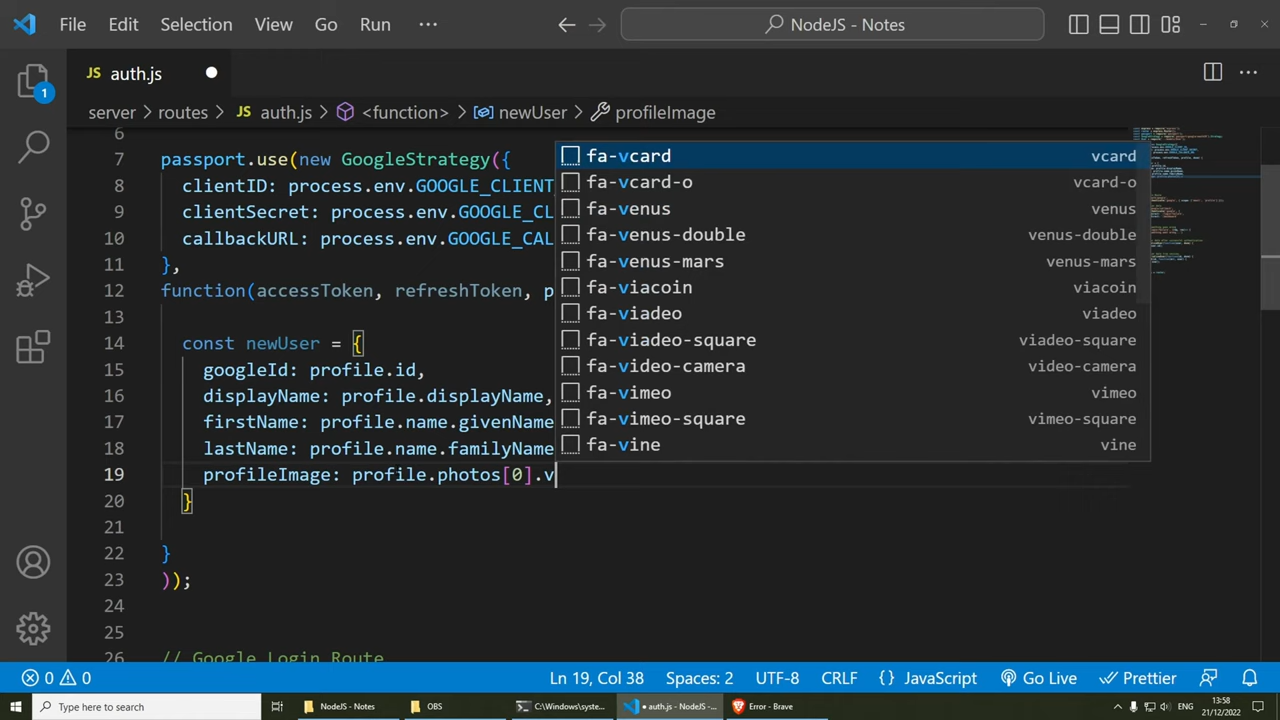 File Edit Selection View Go Run ··· NodeJS - Notes
JS auth.js
server > routes > JS auth.js > <function> > newUser > profileImage
1
6
7 passport.use(new GoogleStrategy({
8 clientID: process.env.GOOGLE_CLIENT
9 clientSecret: process.env.GOOGLE_CL
10 callbackURL: process.env.GOOGLE_CAL
11 },
12 function(accessToken, refreshToken, p
13
14 const newUser = {
15 googleId: profile.id,
16 displayName: profile.displayName,
17 firstName: profile.name.givenName
18 lastName: profile.name.familyName
19 profileImage: profile.photos[0].v
20 }
21
22 }
23 ));
24
25
26 // Google Login Route
fa-vcard vcard
fa-vcard-o vcard-o
fa-venus venus
fa-venus-double venus-double
fa-venus-mars venus-mars
fa-viacoin viacoin
fa-viadeo viadeo
fa-viadeo-square viadeo-square
fa-video-camera video-camera
fa-vimeo vimeo
fa-vimeo-square vimeo-square
fa-vine vine
0 0 Ln 19, Col 38 Spaces: 2 UTF-8 CRLF {} JavaScript Go Live Prettier
Type here to search NodeJS - Notes OBS C:\Windows\syste... auth.js - NodeJS -... Error - Brave ENG 13:58
21/12/2022